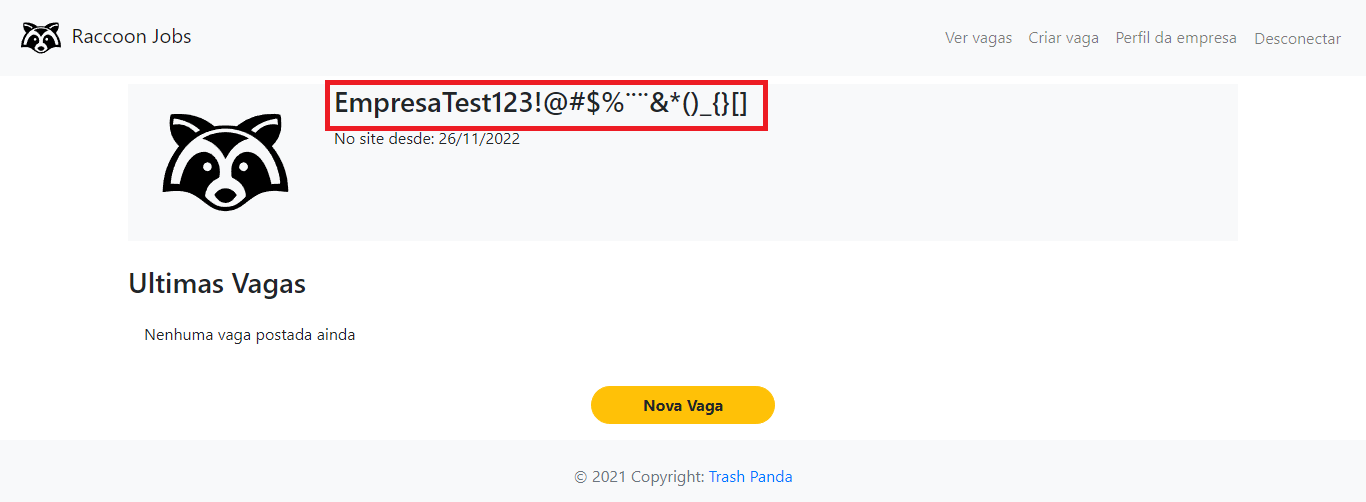 Raccoon Jobs
Ver vagas Criar vaga Perfil da empresa Desconectar
EmpresaTest123!@#$%¨¨&*()_{}[]
No site desde: 26/11/2022
Ultimas Vagas
Nenhuma vaga postada ainda
Nova Vaga
© 2021 Copyright: Trash Panda